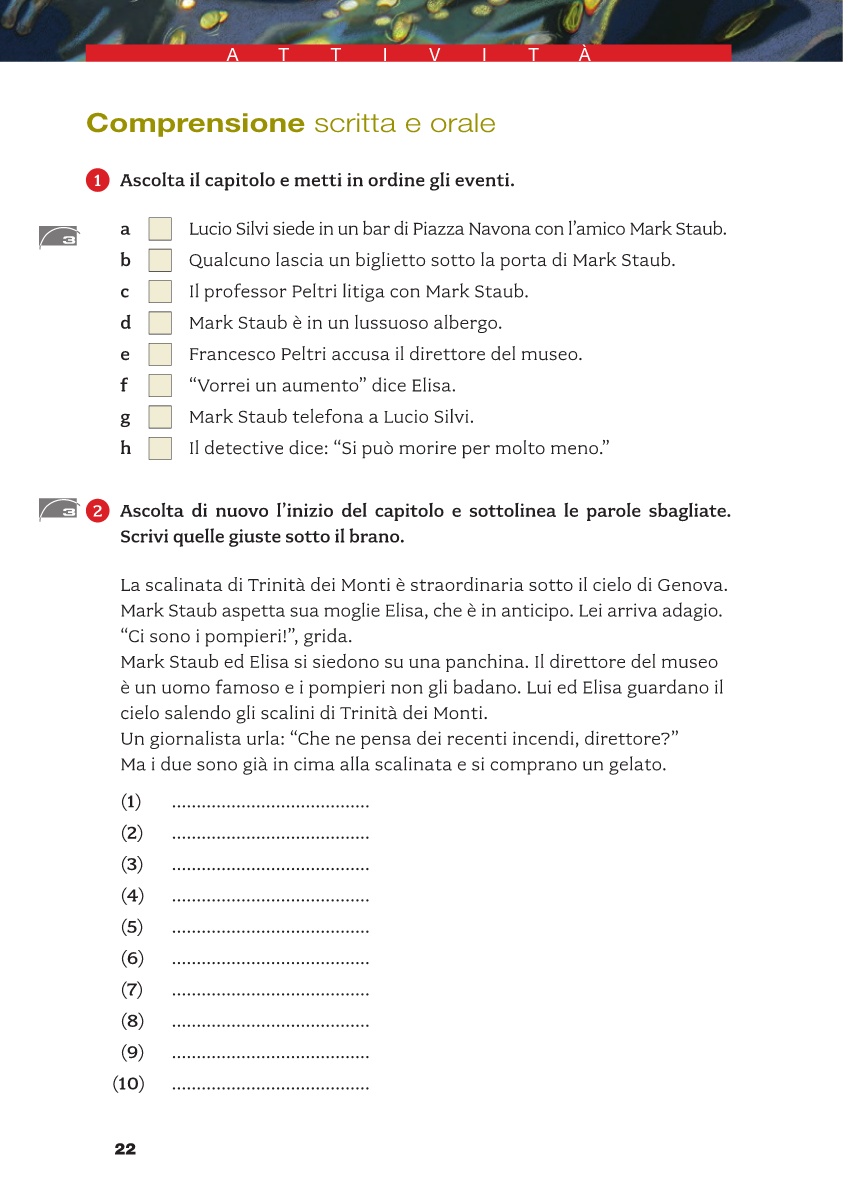 ATTIVITÀ
Comprensione scritta e orale
1 Ascolta il capitolo e metti in ordine gli eventi.
3
a Lucio Silvi siede in un bar di Piazza Navona con l’amico Mark Staub.
b Qualcuno lascia un biglietto sotto la porta di Mark Staub.
c Il professor Peltri litiga con Mark Staub.
d Mark Staub è in un lussuoso albergo.
e Francesco Peltri accusa il direttore del museo.
f “Vorrei un aumento” dice Elisa.
g Mark Staub telefona a Lucio Silvi.
h Il detective dice: “Si può morire per molto meno.”
3
2 Ascolta di nuovo l’inizio del capitolo e sottolinea le parole sbagliate.
Scrivi quelle giuste sotto il brano.
La scalinata di Trinità dei Monti è straordinaria sotto il cielo di Genova.
Mark Staub aspetta sua moglie Elisa, che è in anticipo. Lei arriva adagio.
“Ci sono i pompieri!”, grida.
Mark Staub ed Elisa si siedono su una panchina. Il direttore del museo
è un uomo famoso e i pompieri non gli badano. Lui ed Elisa guardano il
cielo salendo gli scalini di Trinità dei Monti.
Un giornalista urla: “Che ne pensa dei recenti incendi, direttore?”
Ma i due sono già in cima alla scalinata e si comprano un gelato.
(1) ........................................
(2) ........................................
(3) ........................................
(4) ........................................
(5) ........................................
(6) ........................................
(7) ........................................
(8) ........................................
(9) ........................................
(10) ........................................
22